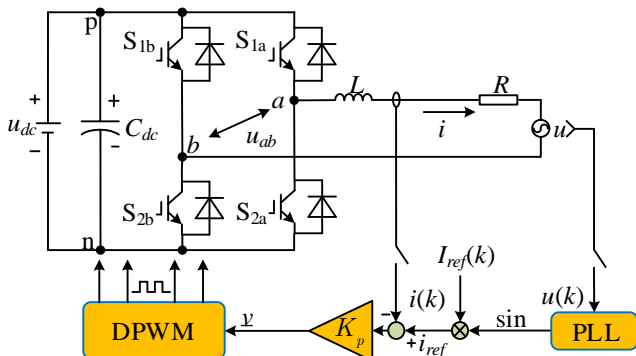 p
S1b
S1a
+
+
L
R
udc
Cdc
a
i
u
-
-
b
uab
S2b
S2a
n
Iref(k)
i(k)
u(k)
DPWM
v
Kp
-
+
iref
sin
PLL